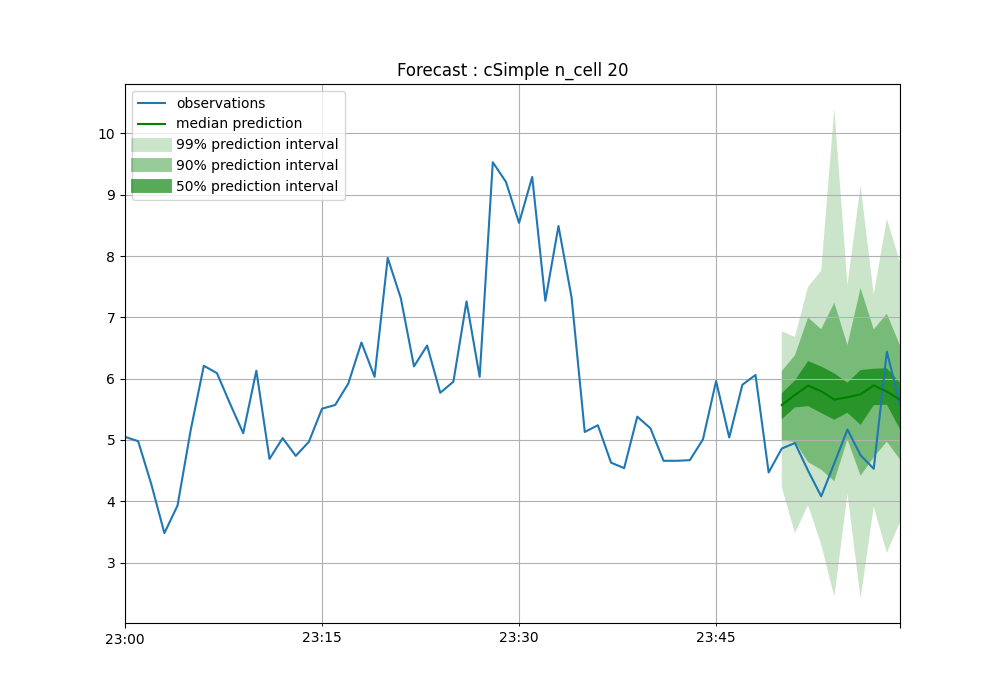 Forecast : cSimple n_cell 20
observations
median prediction
99% prediction interval
90% prediction interval
50% prediction interval
10
9
8
7
6
5
4
3
23:00
23:15
23:30
23:45